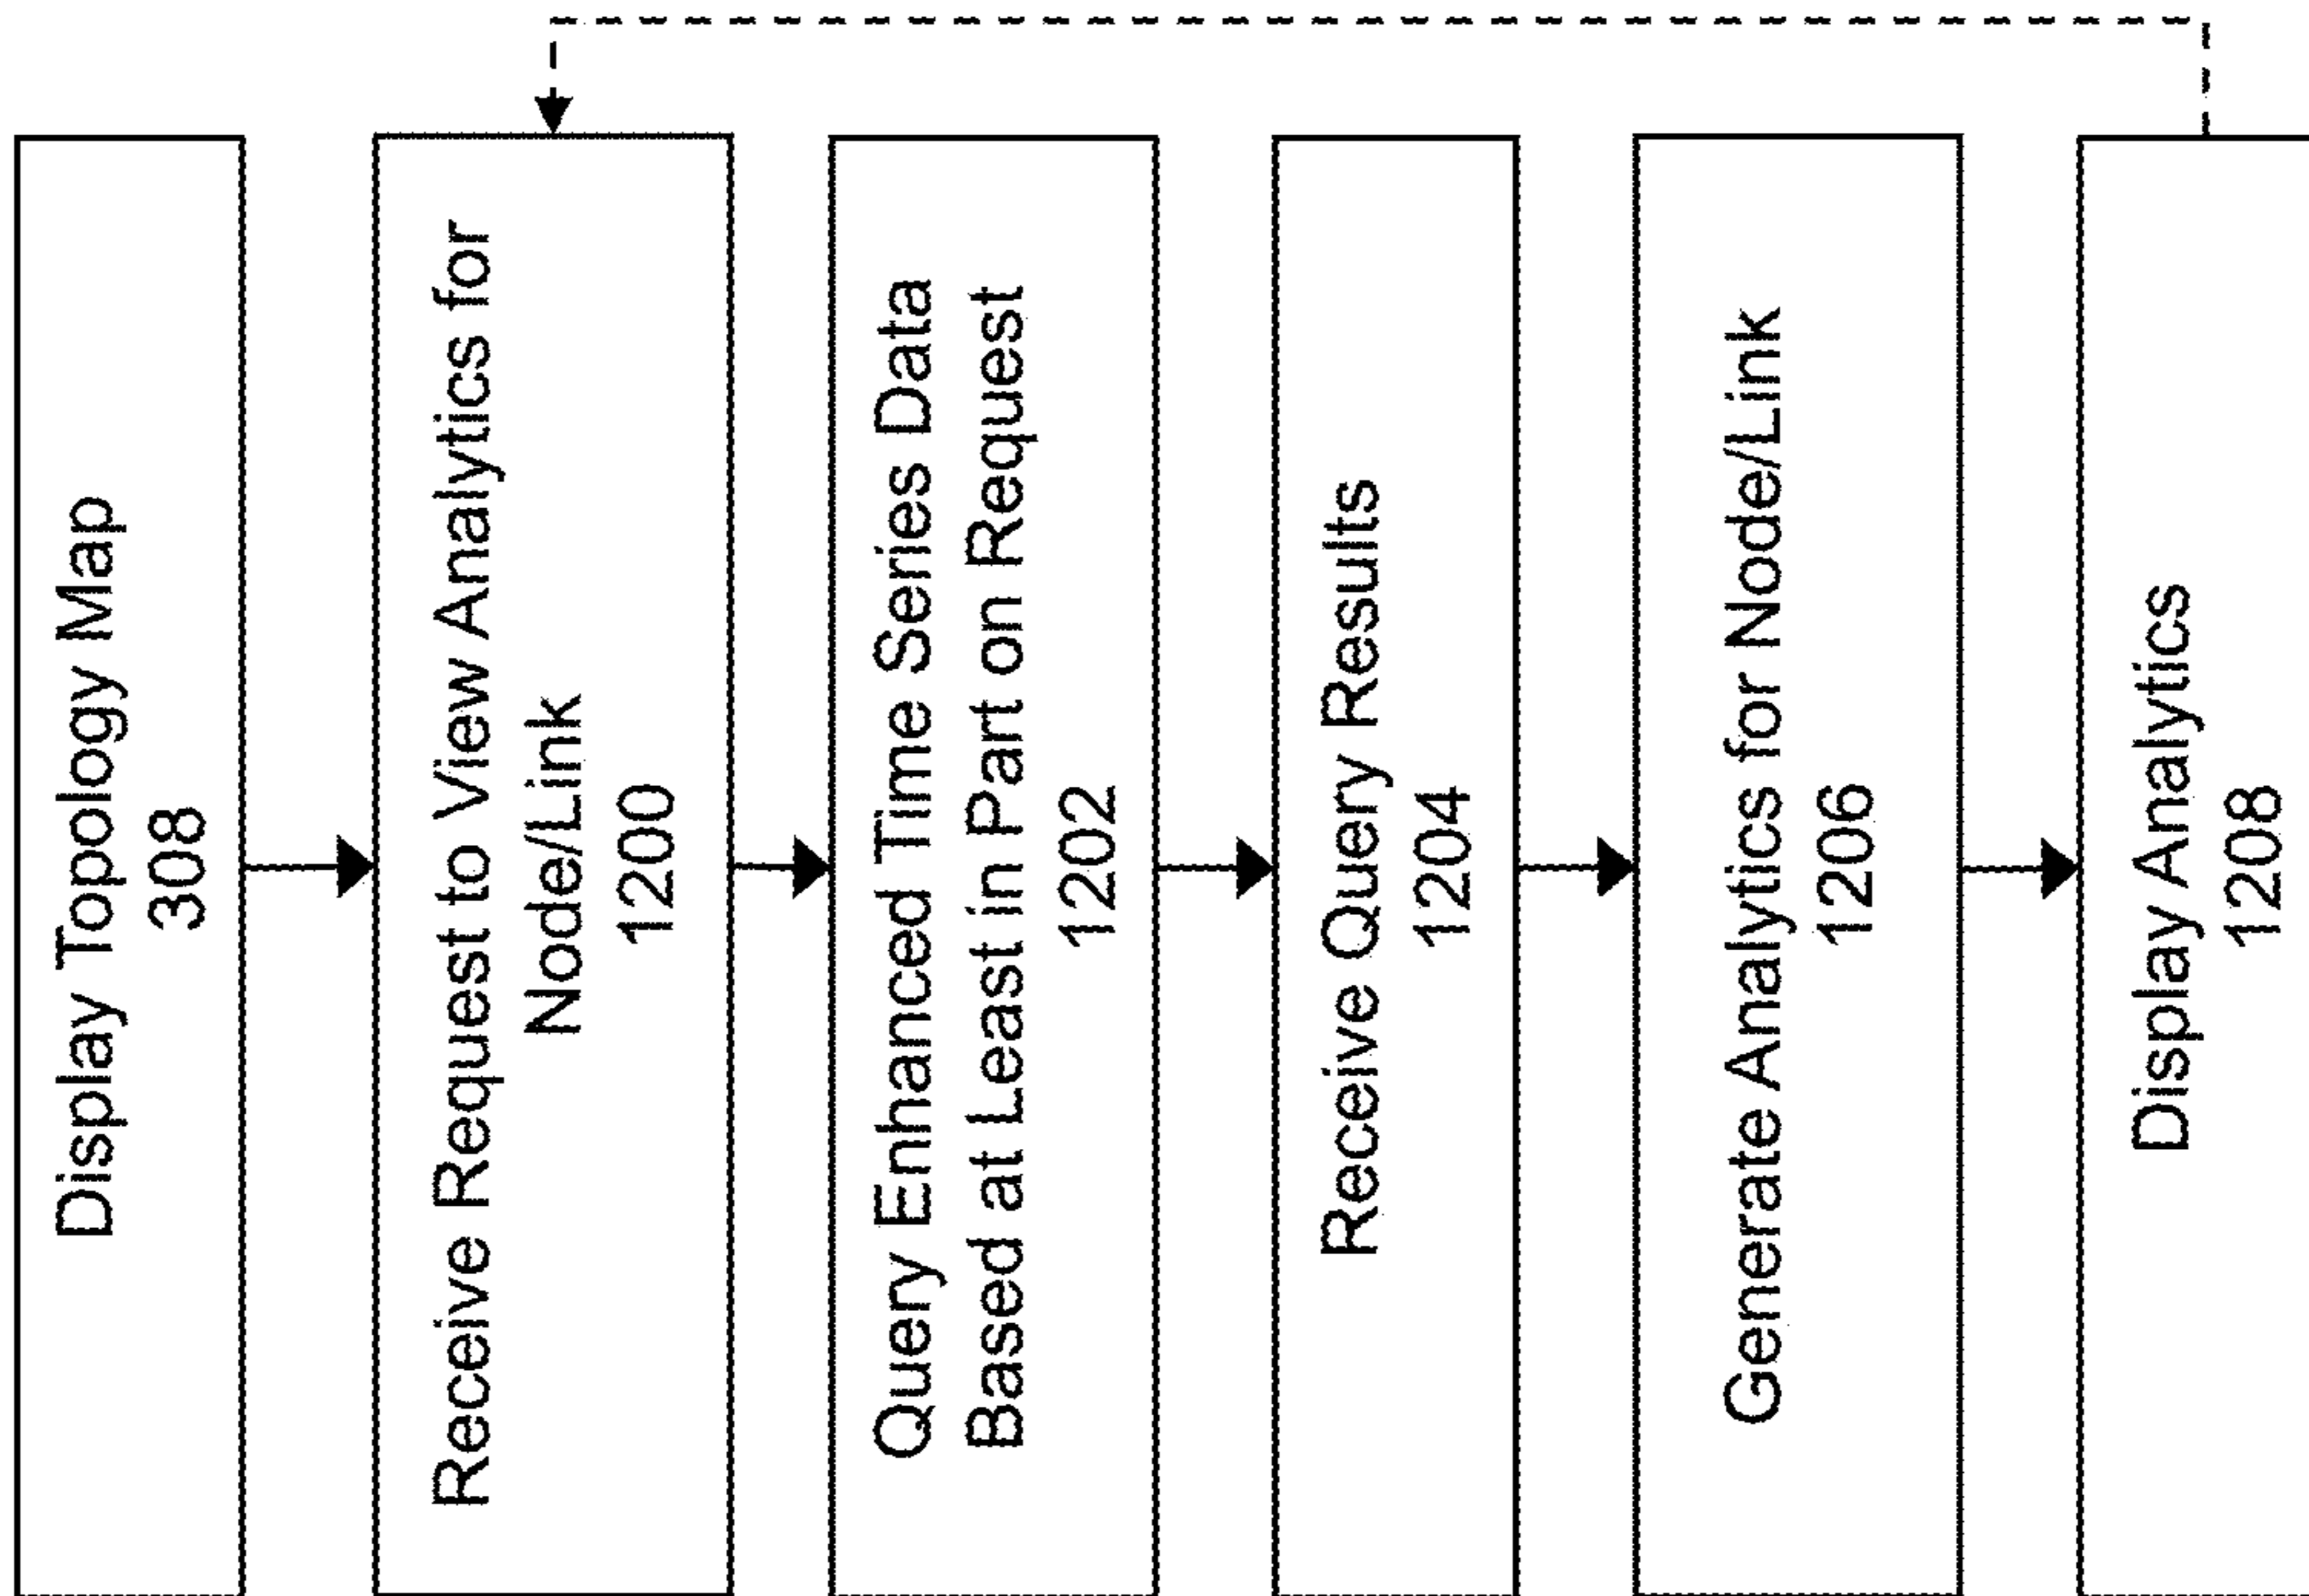 Display Topology Map
308
Receive Request to View Analytics for
Node/Link
1200
Query Enhanced Time Series Data
Based at Least in Part on Request
1202
Receive Query Results
1204
Generate Analytics for Node/Link
1206
Display Analytics
1208